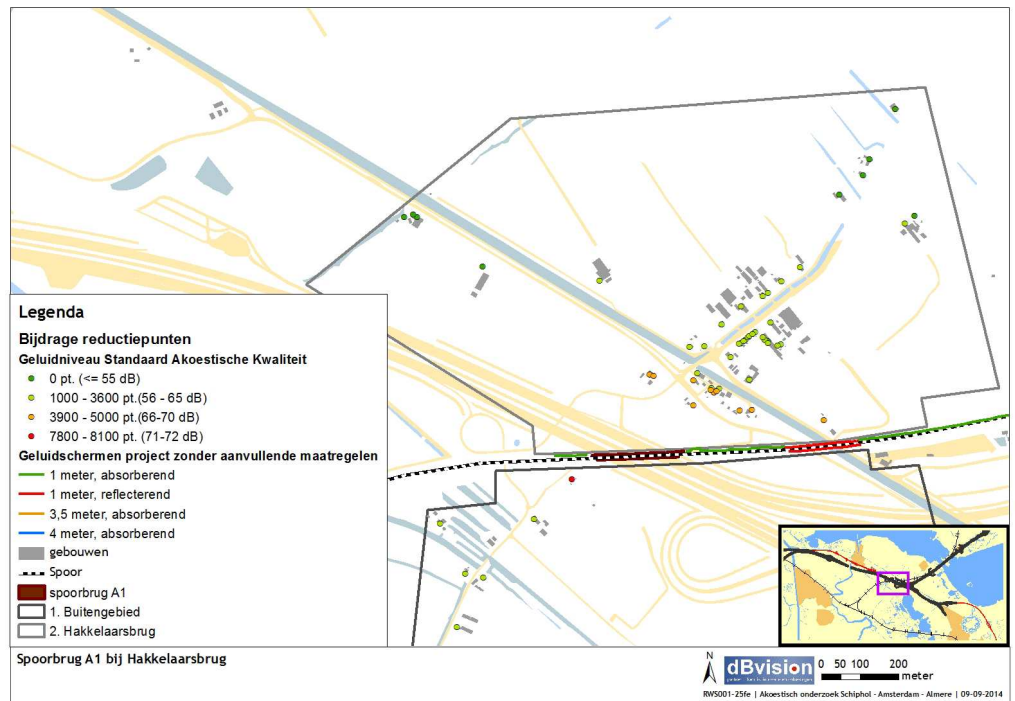 Legenda
Bijdrage reductiepunten
Geluidniveau Standaard Akoestische Kwaliteit
0 pt. (<= 55 dB)
1000 - 3600 pt.(56 - 65 dB)
3900 - 5000 pt.(66-70 dB)
7800 - 8100 pt.(71-72 dB)
Geluidschermen project zonder aanvullende maatregelen
1 meter, absorberend
1 meter, reflecterend
3,5 meter, absorberend
4 meter, absorberend
gebouwen
Spoor
spoorbrug A1
1. Buitengebied
2. Hakkelaarsbrug
Spoorbrug A1 bij Hakkelaarsbrug
N
dBvision
0 50 100 200
meter
RWS001-25fe | Akoestisch onderzoek Schiphol - Amsterdam - Almere | 09-09-2014